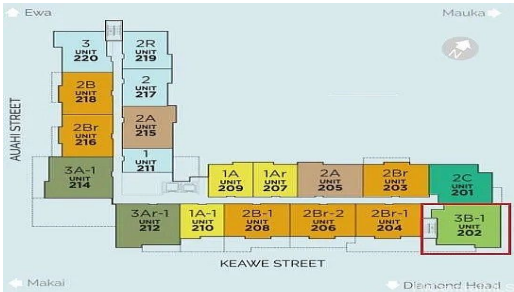 Ewa
Mauka
N
3
UNIT
220
2R
UNIT
219
2B
UNIT
218
2
UNIT
217
2Br
UNIT
216
2A
UNIT
215
1
UNIT
211
3A-1
UNIT
214
1A
UNIT
209
1Ar
UNIT
207
2A
UNIT
205
2Br
UNIT
203
2C
UNIT
201
3Ar-1
UNIT
212
1A-1
UNIT
210
2B-1
UNIT
208
2Br-2
UNIT
206
2Br-1
UNIT
204
3B-1
UNIT
202
AUAHI STREET
KEAWE STREET
Makai
Diamond Head